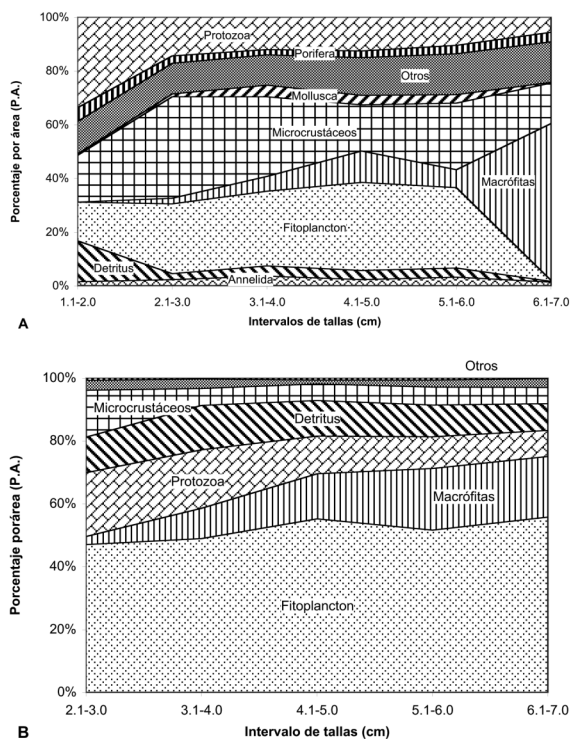 100%
80%
60%
40%
20%
0%
Porcentaje por área (P.A.)
Protozoa
Porifera
Otros
Mollusca
Microcrustáceos
Macrófitas
Fitoplancton
Detritus
Annelida
1.1-2.0 2.1-3.0 3.1-4.0 4.1-5.0 5.1-6.0 6.1-7.0
A
Intervalos de tallas (cm)
Otros
100%
80%
60%
40%
20%
0%
Porcentaje porárea (P.A.)
Microcrustáceos
Detritus
Protozoa
Macrófitas
Fitoplancton
2.1-3.0 3.1-4.0 4.1-5.0 5.1-6.0 6.1-7.0
B
Intervalo de tallas (cm)